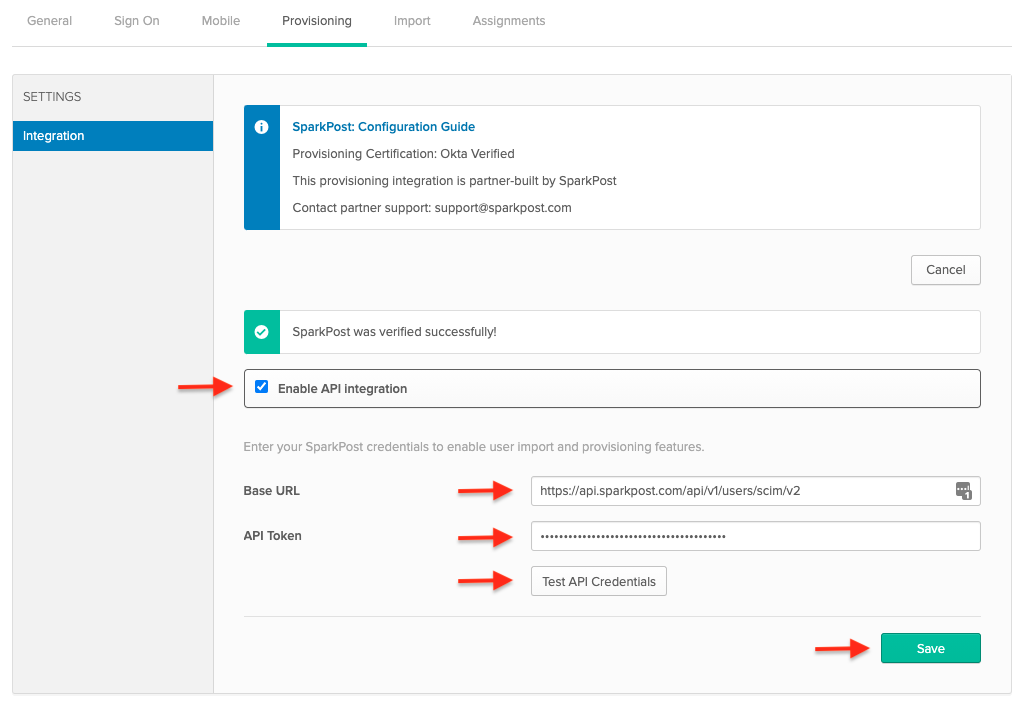 General
Sign On
Mobile
Provisioning
Import
Assignments
SETTINGS
Integration
SparkPost: Configuration Guide
Provisioning Certification: Okta Verified
This provisioning integration is partner-built by SparkPost
Contact partner support: support@sparkpost.com
Cancel
SparkPost was verified successfully!
Enable API integration
Enter your SparkPost credentials to enable user import and provisioning features.
Base URL
https://api.sparkpost.com/api/v1/users/scim/v2
1
API Token
••••••••••••••••••••••••••••••••••••••••
Test API Credentials
Save